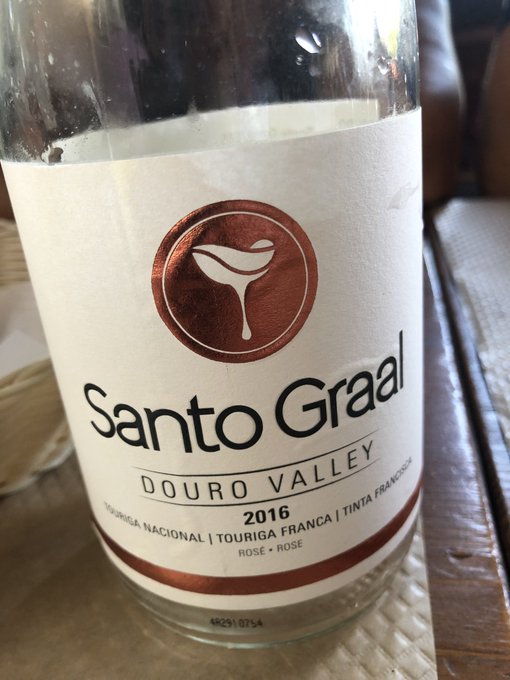 Santo Graal
DOURO VALLEY
2016
TOURIGA NACIONAL | TOURIGA FRANCA | TINTA FRANCISCA
ROSÉ • ROSE